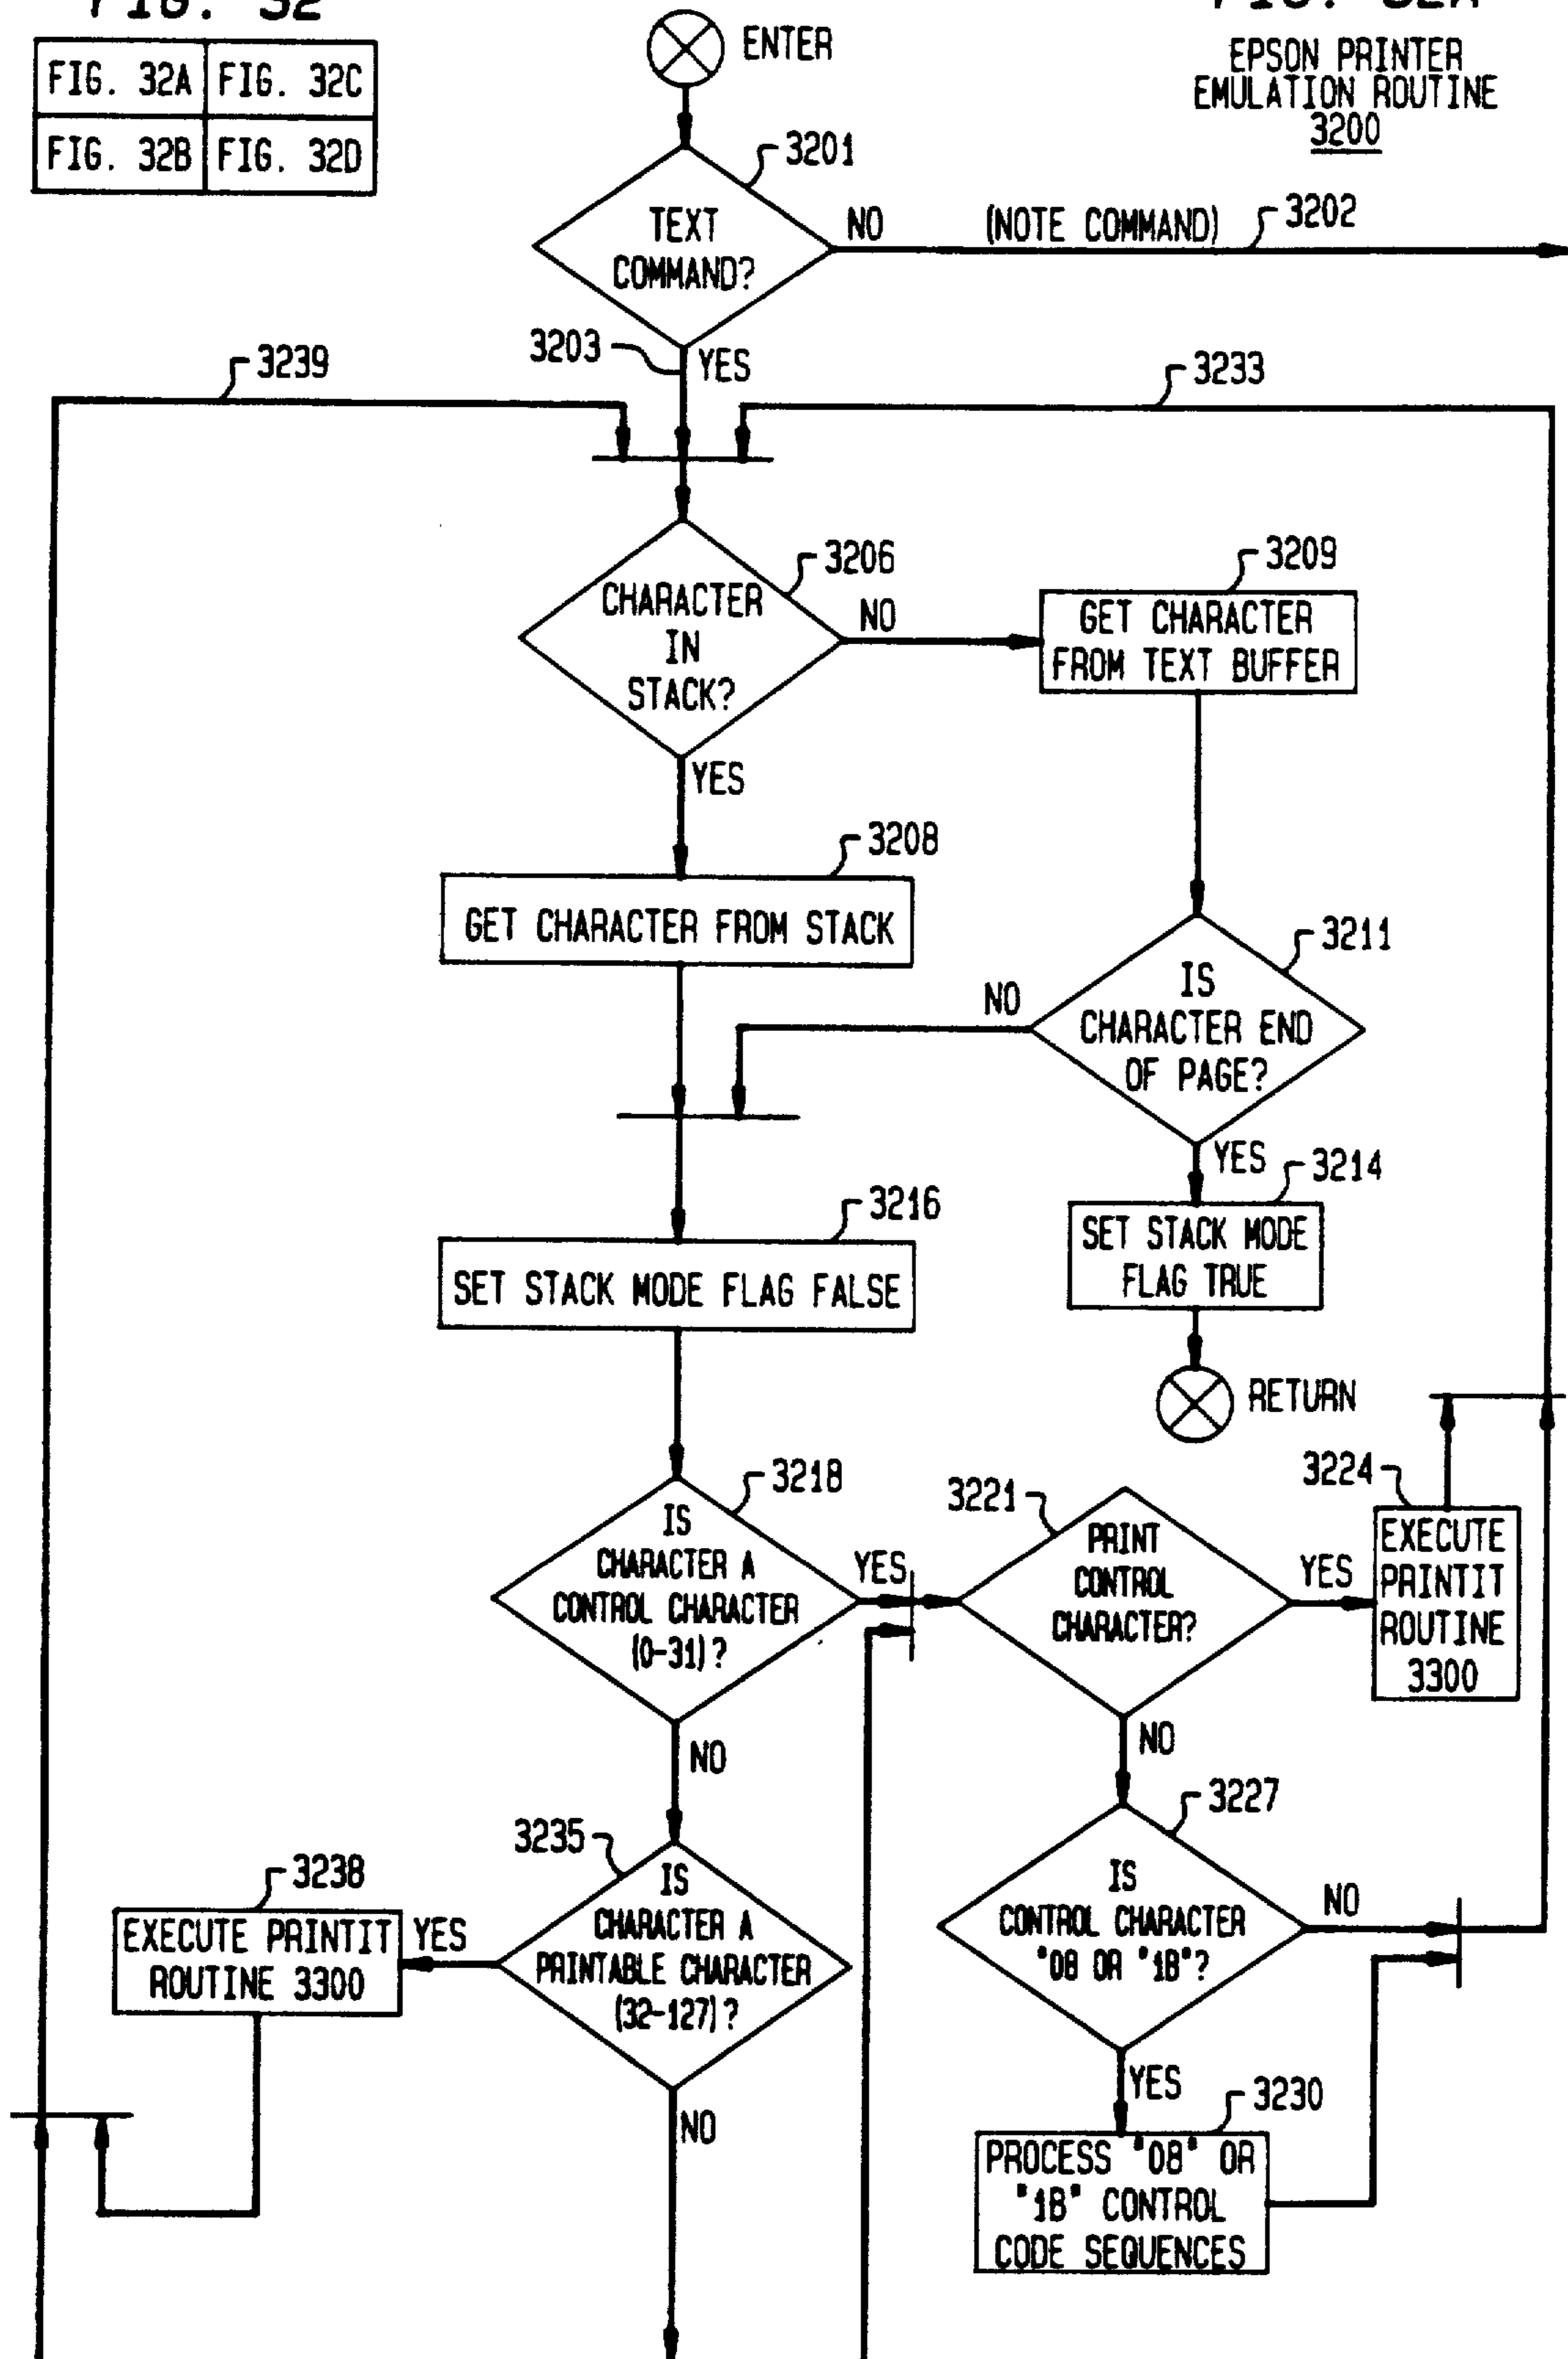 FIG. 32
FIG. 32A
FIG. 32A FIG. 32C
FIG. 32B FIG. 32D
EPSON PRINTER
EMULATION ROUTINE
3200
ENTER
3201
TEXT
COMMAND?
NO
(NOTE COMMAND)
3202
3203
YES
3239
3233
3206
CHARACTER
IN
STACK?
NO
3209
GET CHARACTER
FROM TEXT BUFFER
YES
3208
GET CHARACTER FROM STACK
3211
IS
CHARACTER END
OF PAGE?
NO
YES
3214
SET STACK MODE
FLAG TRUE
RETURN
3216
SET STACK MODE FLAG FALSE
3218
IS
CHARACTER A
CONTROL CHARACTER
(0-31)?
YES
3221
PRINT
CONTROL
CHARACTER?
YES
3224
EXECUTE
PRINTIT
ROUTINE
3300
NO
NO
3227
IS
CONTROL CHARACTER
"08 OR "1B"?
NO
3235
IS
CHARACTER A
PRINTABLE CHARACTER
(32-127)?
YES
3238
EXECUTE PRINTIT
ROUTINE 3300
NO
YES
3230
PROCESS "08" OR
"1B" CONTROL
CODE SEQUENCES